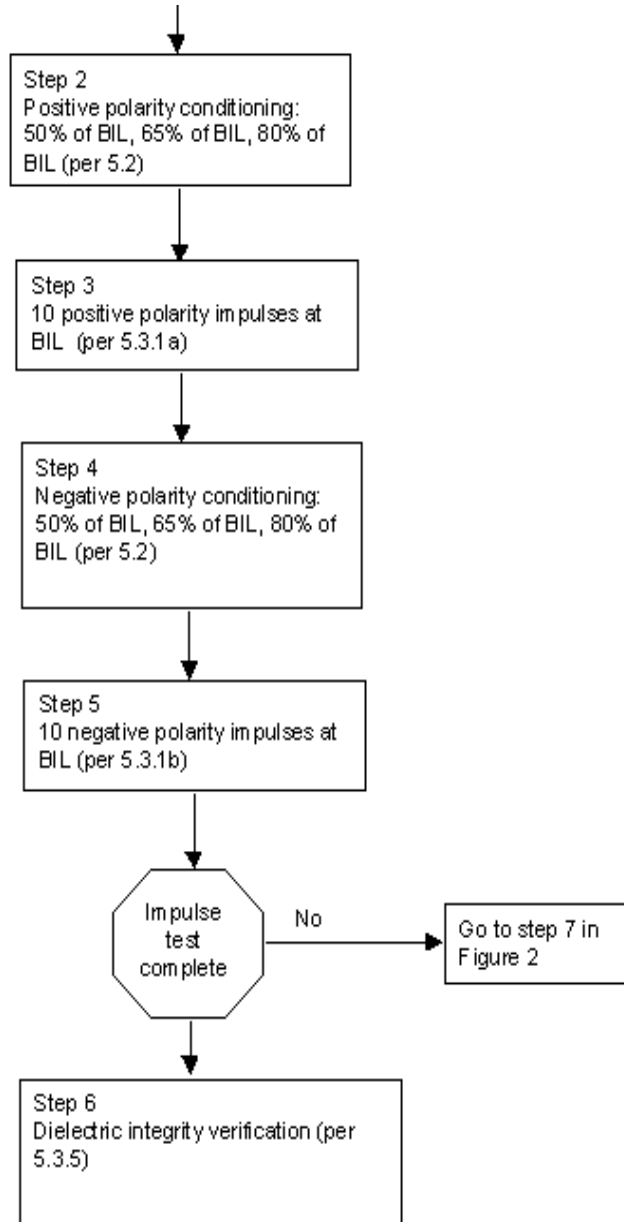 Step 2
Positive polarity conditioning:
50% of BIL, 65% of BIL, 80% of
BIL (per 5.2)
Step 3
10 positive polarity impulses at
BIL (per 5.3.1a)
Step 4
Negative polarity conditioning:
50% of BIL, 65% of BIL, 80% of
BIL (per 5.2)
Step 5
10 negative polarity impulses at
BIL (per 5.3.1b)
Impulse
test
complete
No
Go to step 7 in
Figure 2
Step 6
Dielectric integrity verification (per
5.3.5)